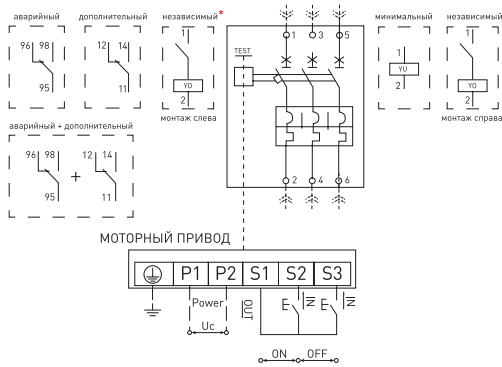 аварийный дополнительный независимый*
96 98
95
12 14
11
1
YO
2
монтаж слева
TEST
1 3 5
2 4 6
минимальный независимый
1
YU
2
1
YO
2
монтаж справа
аварийный + дополнительный
96 98
95
+
12 14
11
МОТОРНЫЙ ПРИВОД
P1 P2 S1 S2 S3
Power
Uc
OUT
E
IN
E
IN
ON OFF